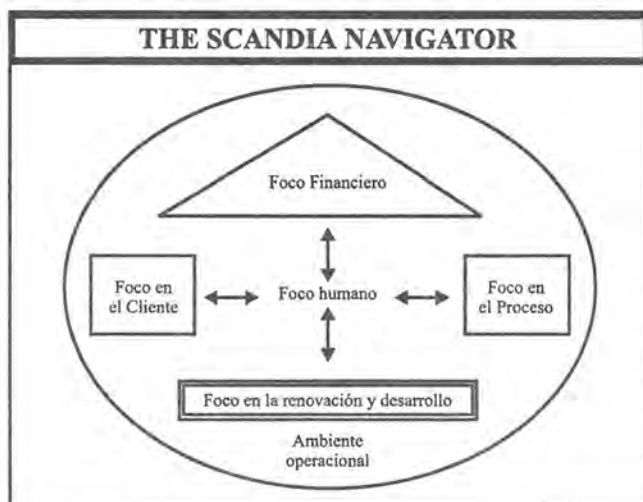 THE SCANDIA NAVIGATOR
Foco Financiero
Foco en
el Cliente
Foco humano
Foco en
el Proceso
Foco en la renovación y desarrollo
Ambiente
operacional